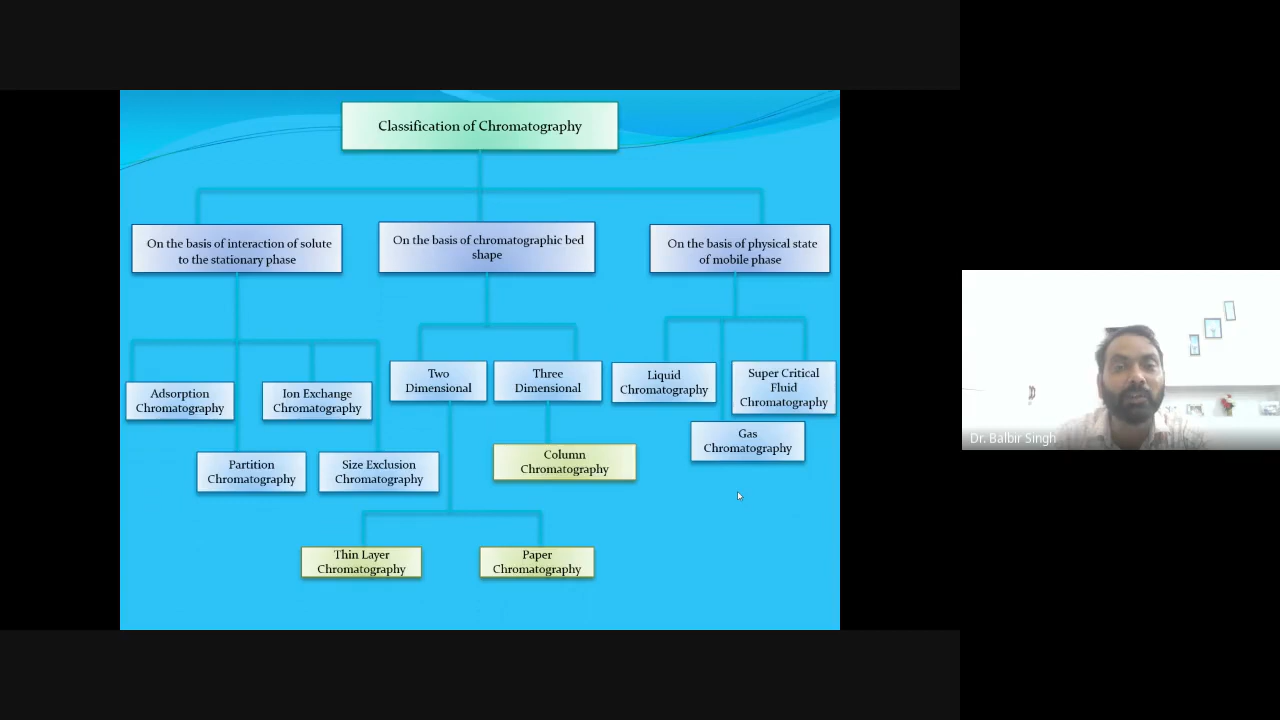 Classification of Chromatography
On the basis of interaction of solute
to the stationary phase
On the basis of chromatographic bed
shape
On the basis of physical state
of mobile phase
Adsorption
Chromatography
Ion Exchange
Chromatography
Partition
Chromatography
Size Exclusion
Chromatography
Two
Dimensional
Three
Dimensional
Column
Chromatography
Thin Layer
Chromatography
Paper
Chromatography
Liquid
Chromatography
Super Critical
Fluid
Chromatography
Gas
Chromatography
Dr. Balbir Singh